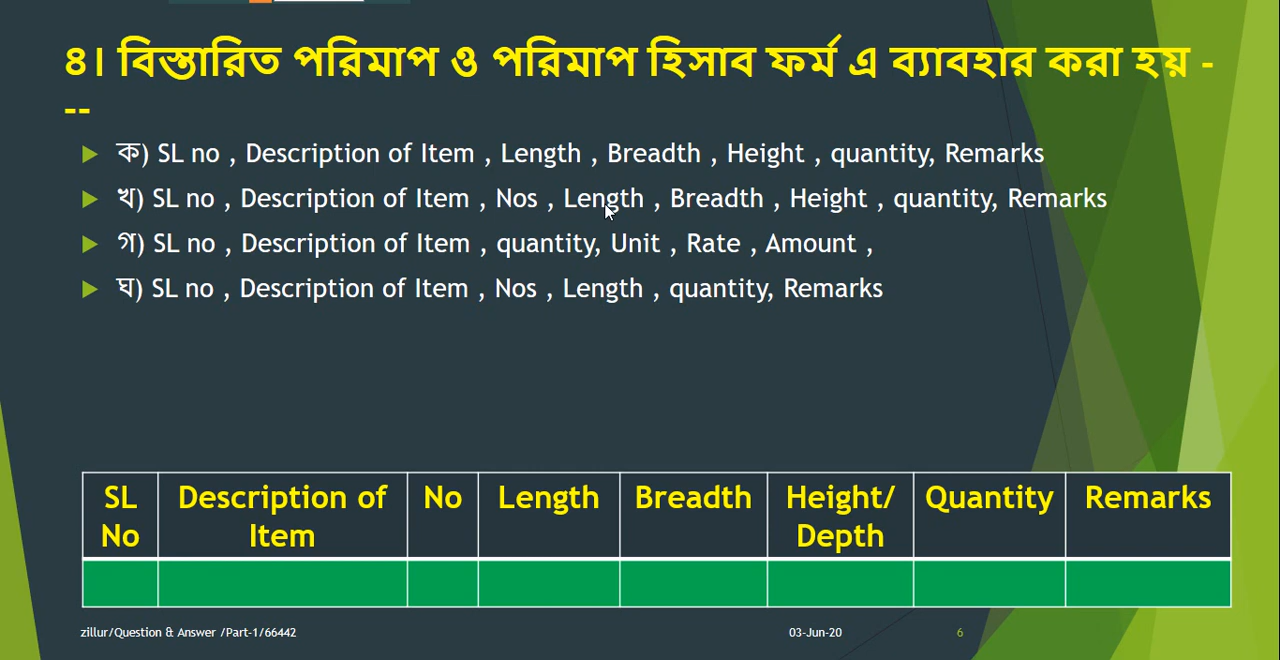 ৪। বিস্তারিত পরিমাপ ও পরিমাপ হিসাব ফর্ম এ ব্যাবহার করা হয় -
--
ক) SL no , Description of Item , Length , Breadth , Height , quantity, Remarks
খ) SL no , Description of Item , Nos , Length , Breadth , Height , quantity, Remarks
গ) SL no , Description of Item , quantity, Unit , Rate , Amount ,
ঘ) SL no , Description of Item , Nos , Length , quantity, Remarks
SL No Description of Item No Length Breadth Height/ Depth Quantity Remarks
zillur/Question & Answer /Part-1/66442 03-Jun-20 6